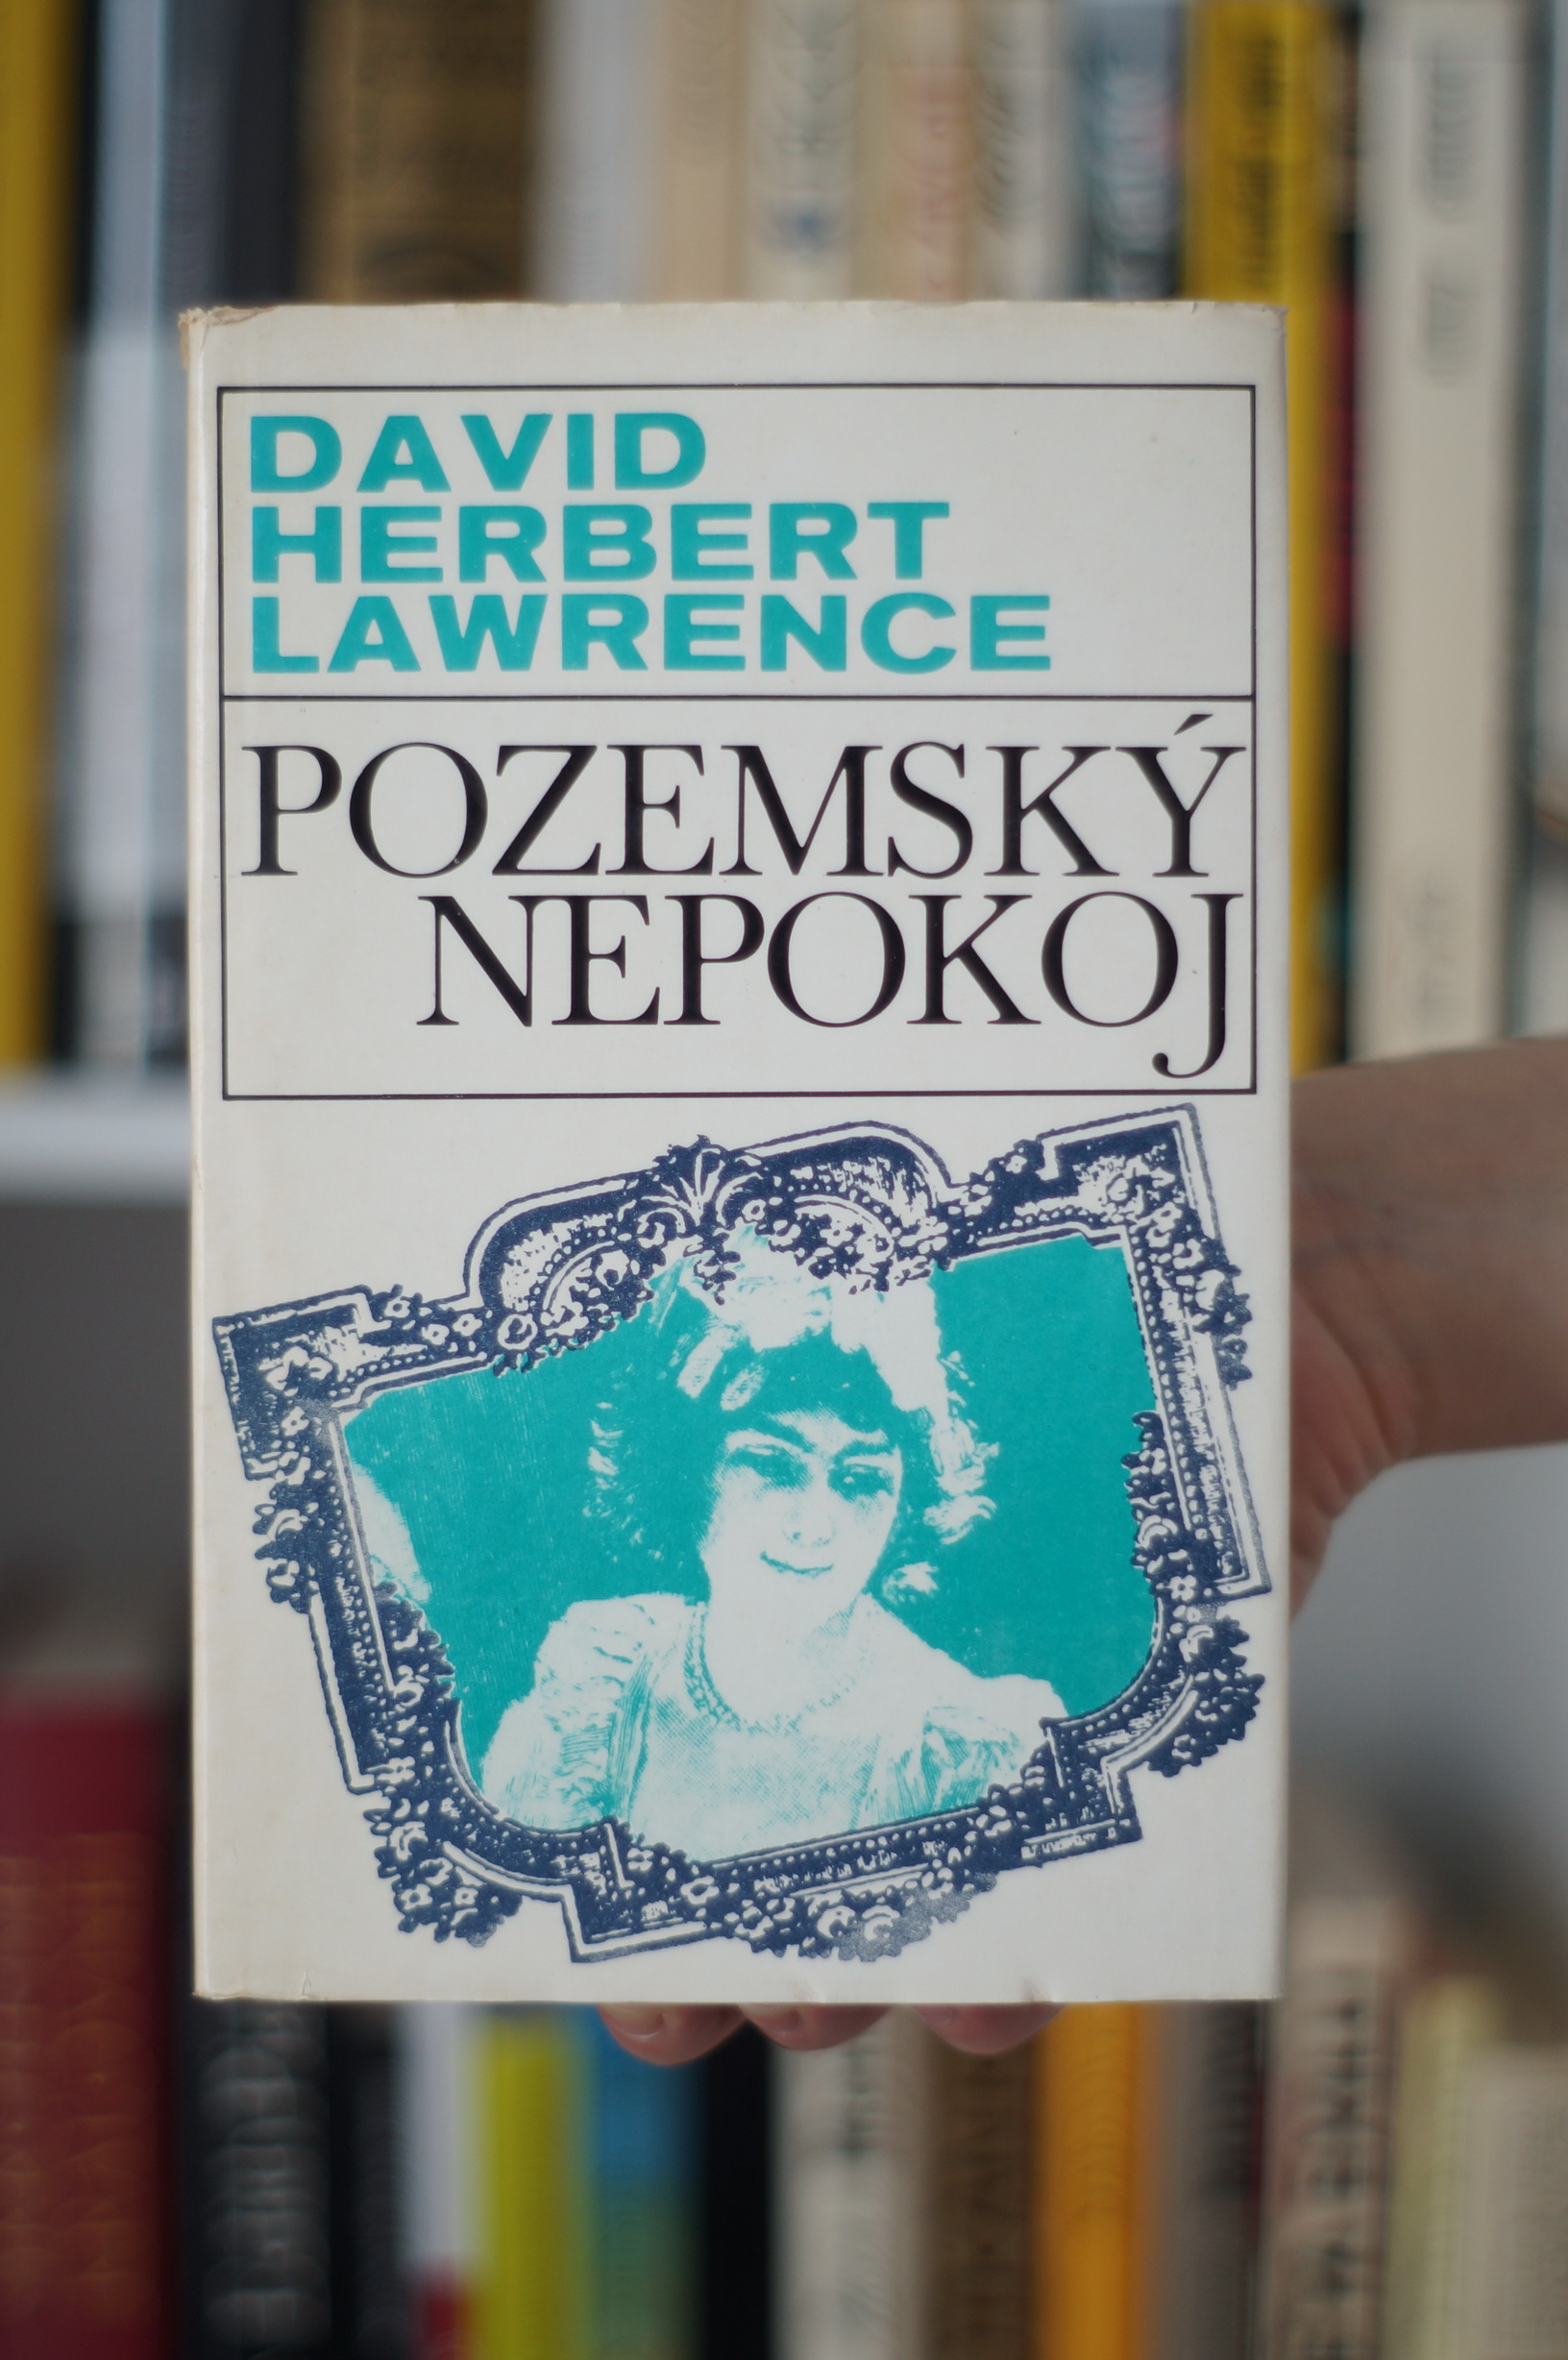 DAVID
HERBERT
LAWRENCE
POZEMSKÝ
NEPOKOJ